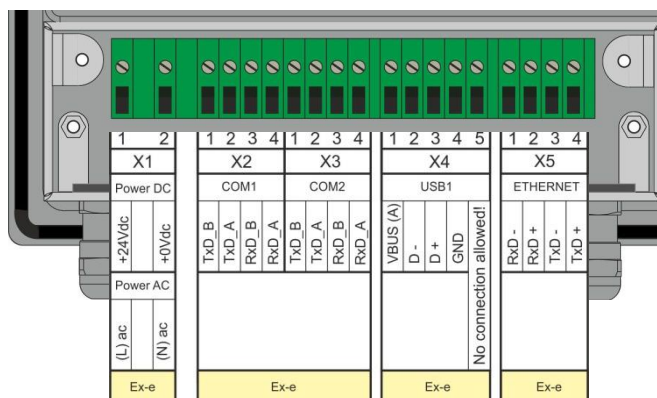 1 2 1 2 3 4 1 2 3 4 1 2 3 4 5 1 2 3 4
X1 X2 X3 X4 X5
Power DC COM1 COM2 USB1 ETHERNET
+24Vdc +0Vdc TxD_B TxD_A RxD_B RxD_A TxD_B TxD_A RxD_B RxD_A VBUS (A) D - D + GND No connection allowed! RxD - RxD + TxD - TxD +
Power AC
(L) ac (N) ac
Ex-e Ex-e Ex-e Ex-e